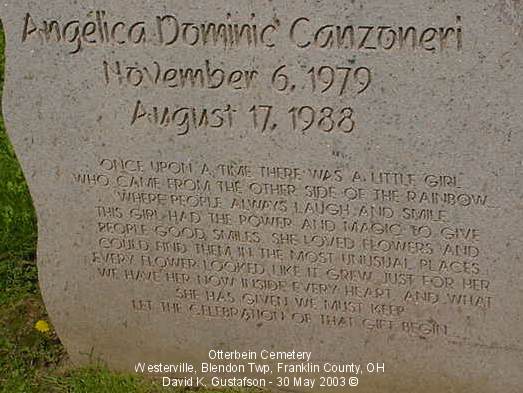 Angélica Dominic' Canzoneri
November 6, 1979
August 17, 1988
ONCE UPON A TIME THERE WAS A LITTLE GIRL
WHO CAME FROM THE OTHER SIDE OF THE RAINBOW...
WHERE PEOPLE ALWAYS LAUGH AND SMILE.
THIS GIRL HAD THE POWER AND MAGIC TO GIVE
PEOPLE GOOD SMILES. SHE LOVED FLOWERS AND
COULD FIND THEM IN THE MOST UNUSUAL PLACES.
EVERY FLOWER LOOKED LIKE IT GREW JUST FOR HER.
WE HAVE HER NOW INSIDE EVERY HEART AND WHAT
SHE HAS GIVEN WE MUST KEEP.
LET THE CELEBRATION OF THAT GIFT BEGIN...
Otterbein Cemetery
Westerville, Blendon Twp, Franklin County, OH
David K. Gustafson - 30 May 2003 ©